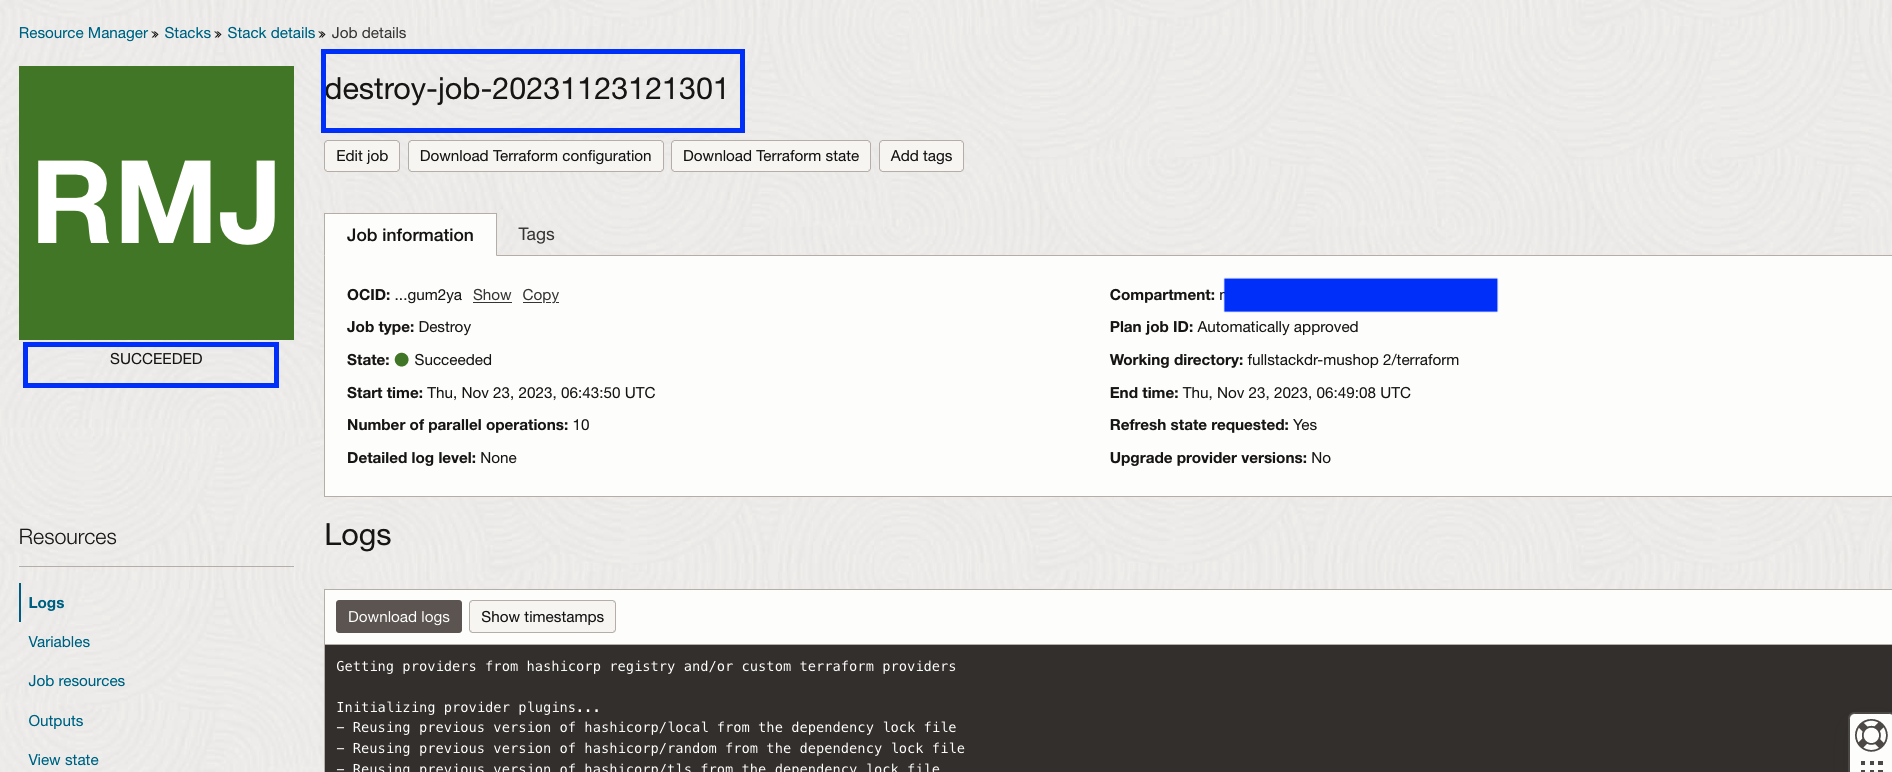 Resource Manager » Stacks » Stack details » Job details
RMJ
SUCCEEDED
destroy-job-20231123121301
Edit job Download Terraform configuration Download Terraform state Add tags
Job information Tags
OCID: ...gum2ya Show Copy
Job type: Destroy
State: Succeeded
Start time: Thu, Nov 23, 2023, 06:43:50 UTC
Number of parallel operations: 10
Detailed log level: None
Compartment:
Plan job ID: Automatically approved
Working directory: fullstackdr-mushop 2/terraform
End time: Thu, Nov 23, 2023, 06:49:08 UTC
Refresh state requested: Yes
Upgrade provider versions: No
Resources
Logs
Variables
Job resources
Outputs
View state
Logs
Download logs Show timestamps
Getting providers from hashicorp registry and/or custom terraform providers
Initializing provider plugins...
- Reusing previous version of hashicorp/local from the dependency lock file
- Reusing previous version of hashicorp/random from the dependency lock file
- Reusing previous version of hashicorp/tls from the dependency lock file